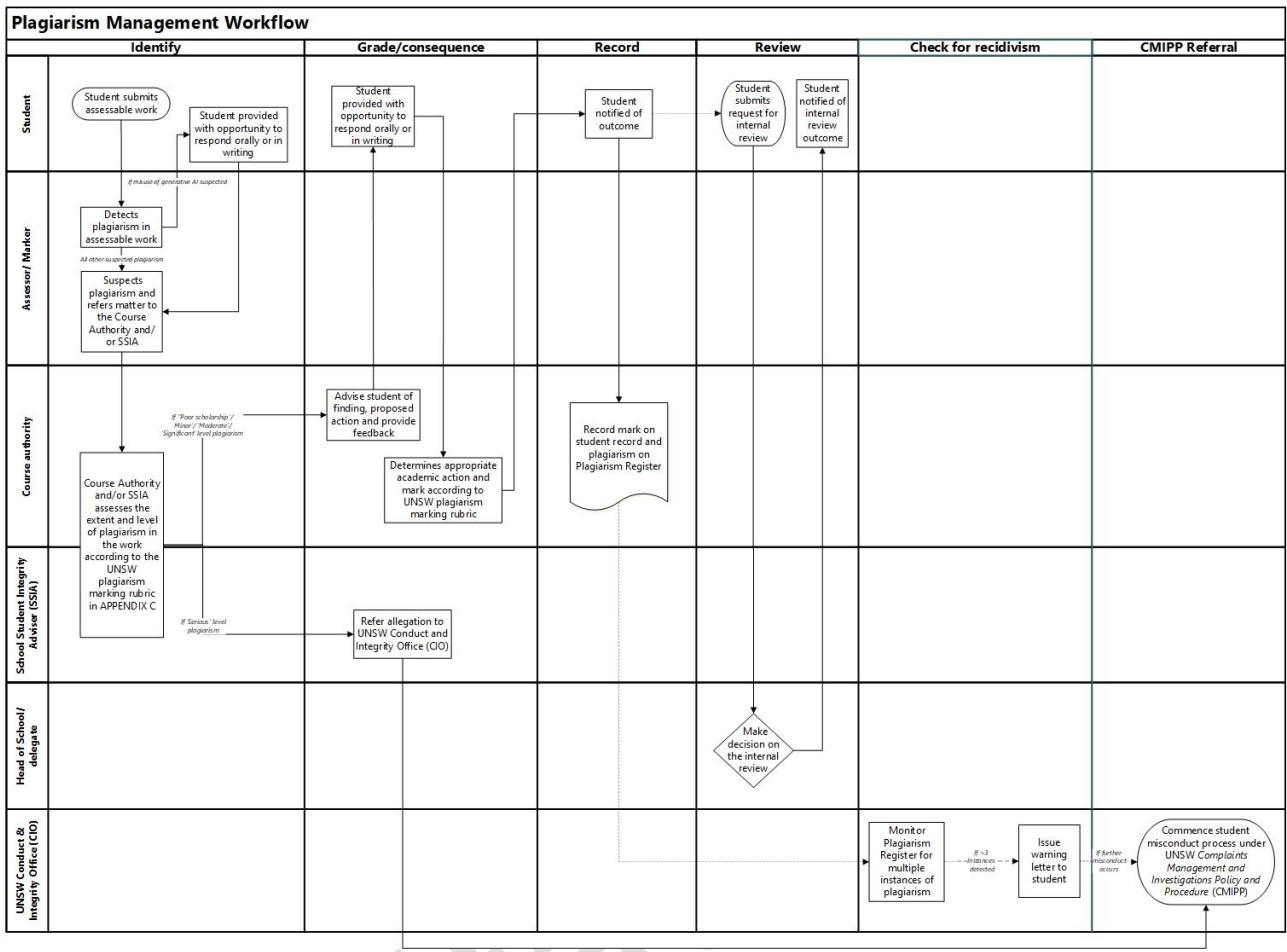 Plagiarism Management Workflow
Identify
Grade/consequence
Record
Review
Check for recidivism
CMIPP Referral
Student
Student submits
assessable work
Student provided
with opportunity to
respond orally or in
writing
Student
provided with
opportunity to
respond orally or
in writing
Student
notified of
outcome
Student
submits
request for
internal
review
Student
notified of
internal
review
outcome
Assessor/ Marker
If misuse of generative AI suspected
Detects
plagiarism in
assessable work
All other suspected plagiarism
Suspects
plagiarism and
refers matter to
the Course
Authority and/
or SSIA
Course authority
If 'Poor scholarship'/
Minor'/ 'Moderate'/
'Significant' level plagiarism
Advise student of
finding, proposed
action and provide
feedback
Determines appropriate
academic action and
mark according to
UNSW plagiarism
marking rubric
Record mark on
student record and
plagiarism on
Plagiarism Register
Course Authority
and/or SSIA
assesses the
extent and level
of plagiarism in
the work
according to the
UNSW
plagiarism
marking rubric
in APPENDIX C
School Student Integrity
Adviser (SSIA)
If 'Serious' level
plagiarism
Refer allegation to
UNSW Conduct and
Integrity Office (CIO)
Head of School/
delegate
Make
decision on
the internal
review
UNSW Conduct &
Integrity Office (CIO)
Monitor
Plagiarism
Register for
multiple
instances of
plagiarism
If >3
Instances
detected
Issue
warning
letter to
student
If further
misconduct
occurs
Commence student
misconduct process under
UNSW Complaints
Management and
Investigations Policy and
Procedure (CMIPP)